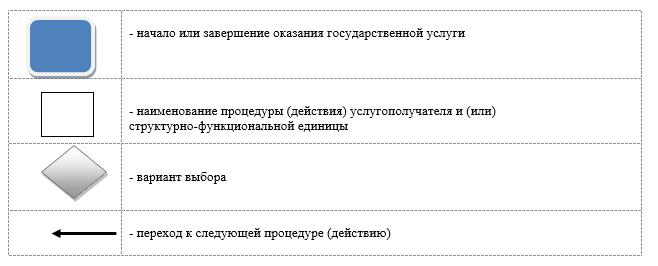 - начало или завершение оказания государственной услуги
- наименование процедуры (действия) услугополучателя и (или)
структурно-функциональной единицы
- вариант выбора
- переход к следующей процедуре (действию)